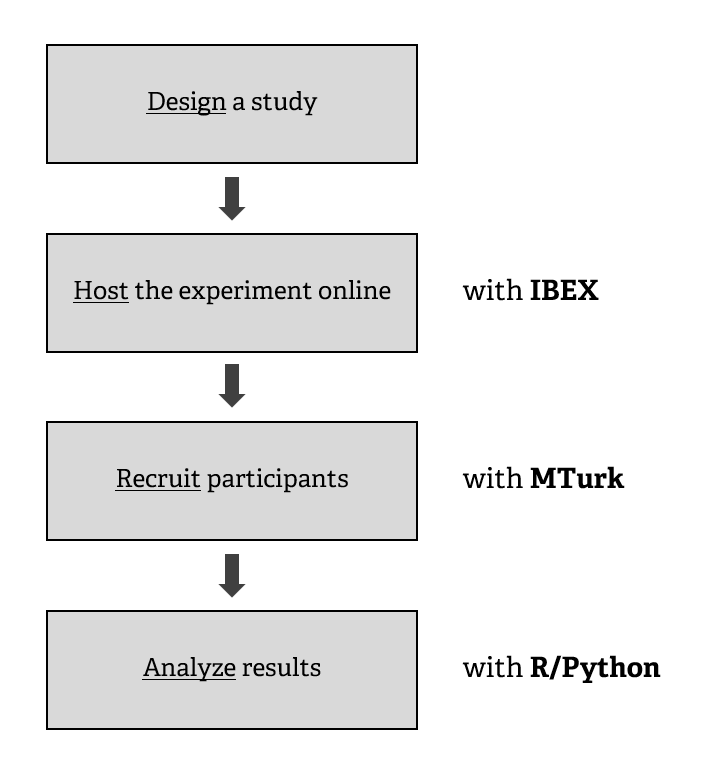 Design a study
Host the experiment online
with IBEX
Recruit participants
with MTurk
Analyze results
with R/Python